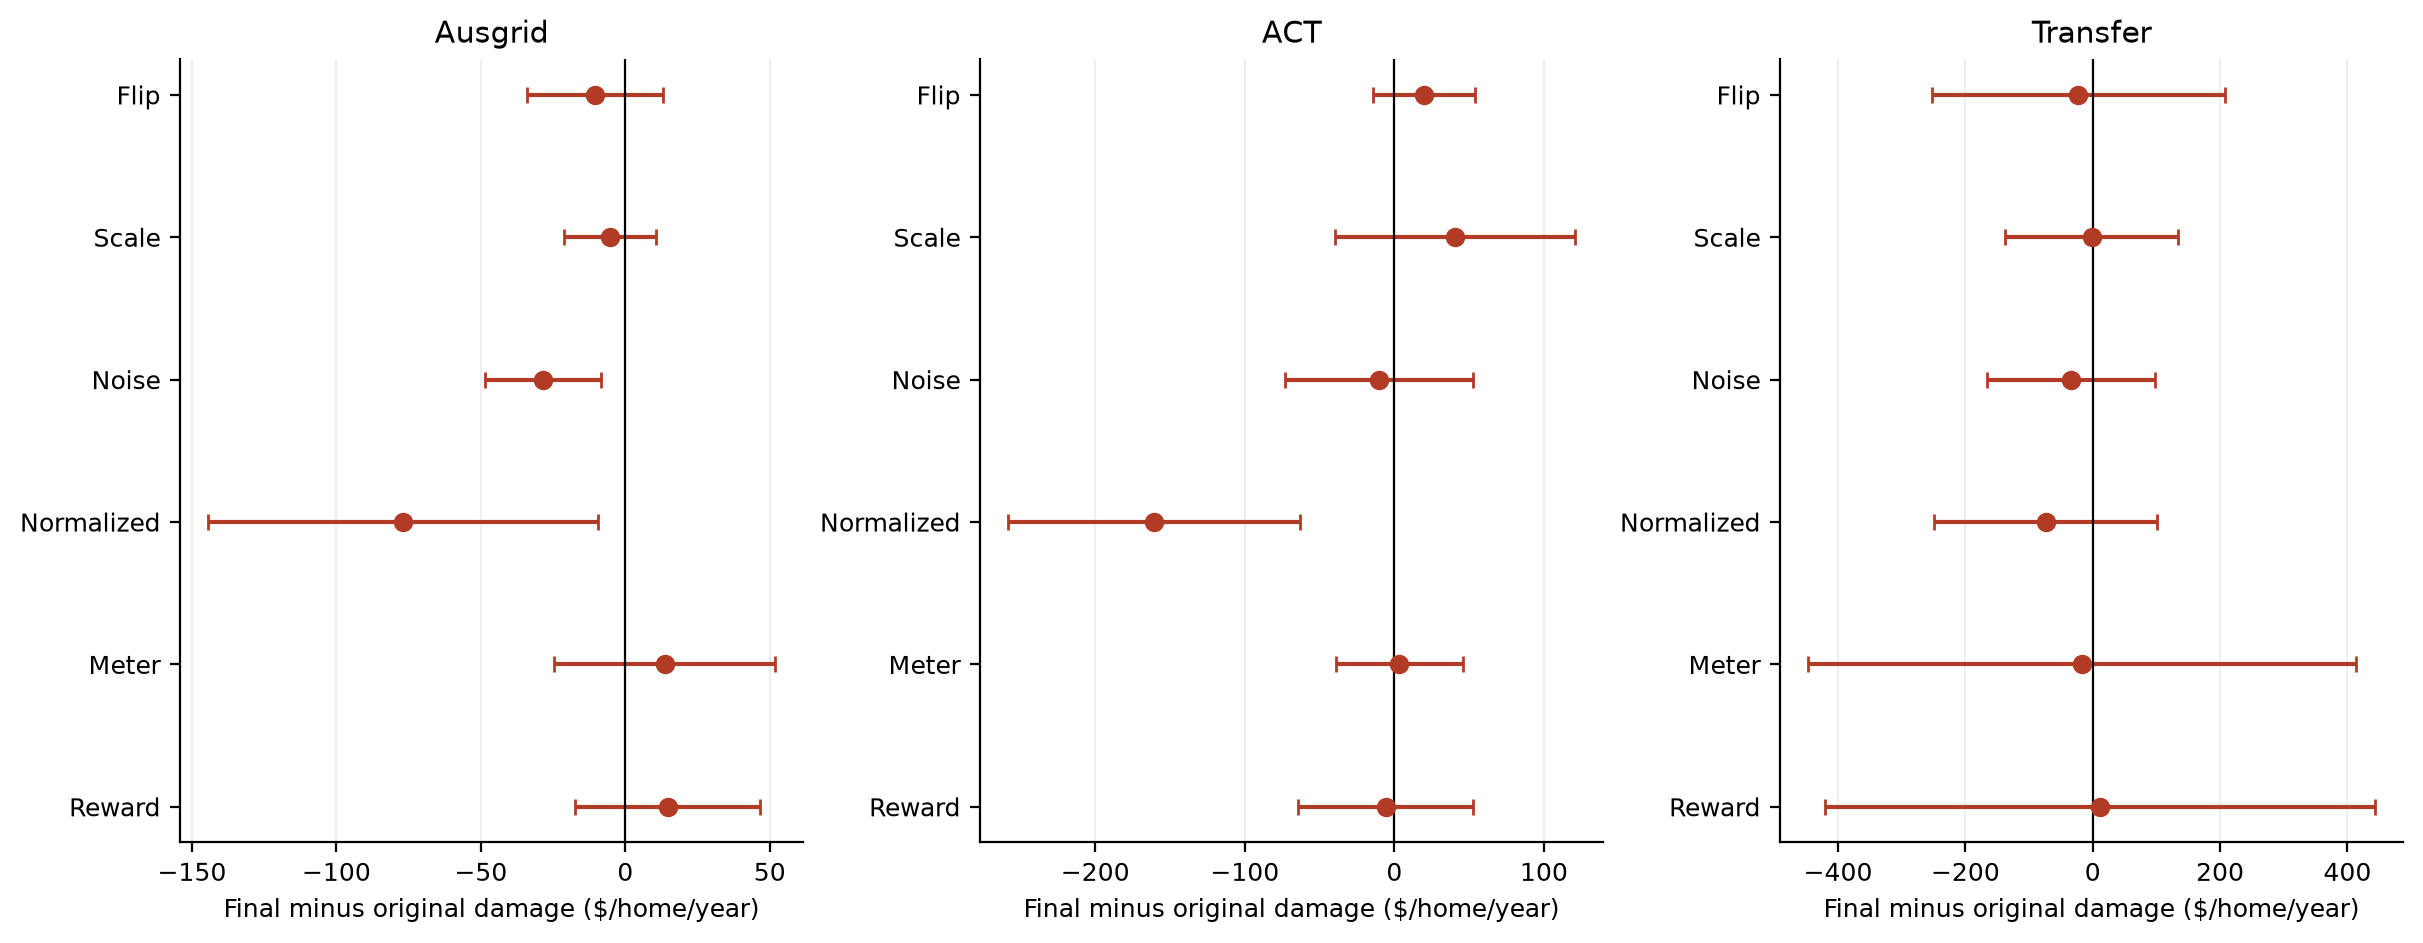 Ausgrid
Flip
Scale
Noise
Normalized
Meter
Reward
−150 −100 −50 0 50
Final minus original damage ($/home/year)
ACT
Flip
Scale
Noise
Normalized
Meter
Reward
−200 −100 0 100
Final minus original damage ($/home/year)
Transfer
Flip
Scale
Noise
Normalized
Meter
Reward
−400 −200 0 200 400
Final minus original damage ($/home/year)